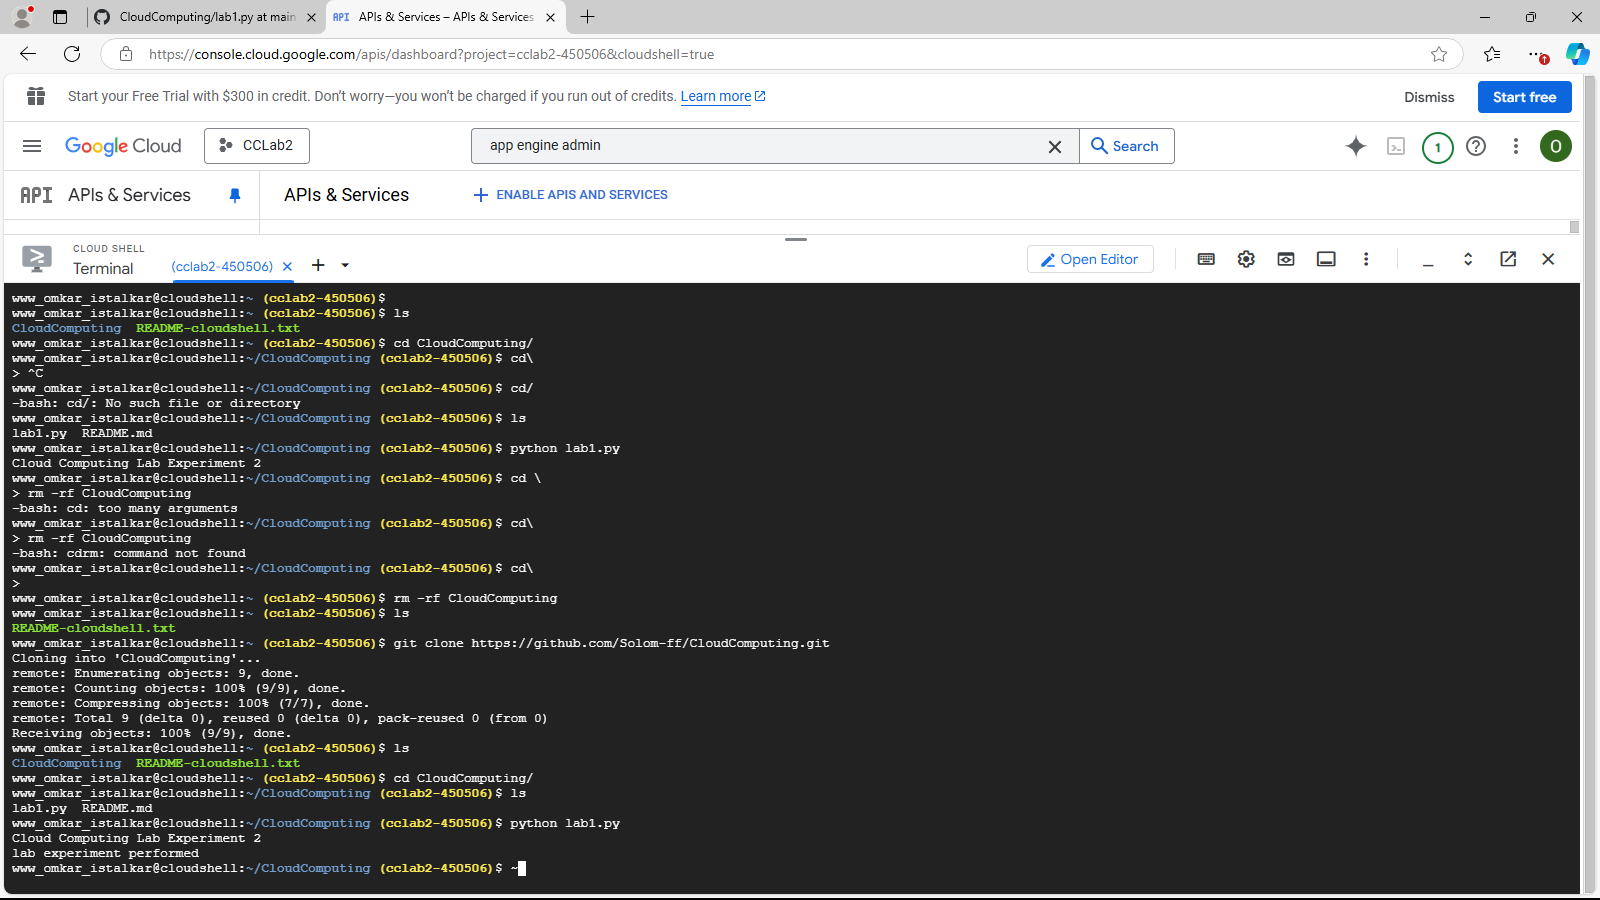 CloudComputing/lab1.py at main
API APIs & Services – APIs & Services
https://console.cloud.google.com/apis/dashboard?project=cclab2-450506&cloudshell=true
Start your Free Trial with $300 in credit. Don’t worry—you won’t be charged if you run out of credits. Learn more
Dismiss
Start free
Google Cloud
CCLab2
app engine admin
Search
1
O
API APIs & Services
APIs & Services
ENABLE APIS AND SERVICES
CLOUD SHELL
Terminal
(cclab2-450506)
Open Editor
www_omkar_istalkar@cloudshell:~ (cclab2-450506)$
www_omkar_istalkar@cloudshell:~ (cclab2-450506)$ ls
CloudComputing  README-cloudshell.txt
www_omkar_istalkar@cloudshell:~ (cclab2-450506)$ cd CloudComputing/
www_omkar_istalkar@cloudshell:~/CloudComputing (cclab2-450506)$ cd\
> ^C
www_omkar_istalkar@cloudshell:~/CloudComputing (cclab2-450506)$ cd/
-bash: cd/: No such file or directory
www_omkar_istalkar@cloudshell:~/CloudComputing (cclab2-450506)$ ls
lab1.py  README.md
www_omkar_istalkar@cloudshell:~/CloudComputing (cclab2-450506)$ python lab1.py
Cloud Computing Lab Experiment 2
www_omkar_istalkar@cloudshell:~/CloudComputing (cclab2-450506)$ cd \
> rm -rf CloudComputing
-bash: cd: too many arguments
www_omkar_istalkar@cloudshell:~/CloudComputing (cclab2-450506)$ cd\
> rm -rf CloudComputing
-bash: cdrm: command not found
www_omkar_istalkar@cloudshell:~/CloudComputing (cclab2-450506)$ cd\
>
www_omkar_istalkar@cloudshell:~ (cclab2-450506)$ rm -rf CloudComputing
www_omkar_istalkar@cloudshell:~ (cclab2-450506)$ ls
README-cloudshell.txt
www_omkar_istalkar@cloudshell:~ (cclab2-450506)$ git clone https://github.com/Solom-ff/CloudComputing.git
Cloning into 'CloudComputing'...
remote: Enumerating objects: 9, done.
remote: Counting objects: 100% (9/9), done.
remote: Compressing objects: 100% (7/7), done.
remote: Total 9 (delta 0), reused 0 (delta 0), pack-reused 0 (from 0)
Receiving objects: 100% (9/9), done.
www_omkar_istalkar@cloudshell:~ (cclab2-450506)$ ls
CloudComputing  README-cloudshell.txt
www_omkar_istalkar@cloudshell:~ (cclab2-450506)$ cd CloudComputing/
www_omkar_istalkar@cloudshell:~/CloudComputing (cclab2-450506)$ ls
lab1.py  README.md
www_omkar_istalkar@cloudshell:~/CloudComputing (cclab2-450506)$ python lab1.py
Cloud Computing Lab Experiment 2
lab experiment performed
www_omkar_istalkar@cloudshell:~/CloudComputing (cclab2-450506)$ ~